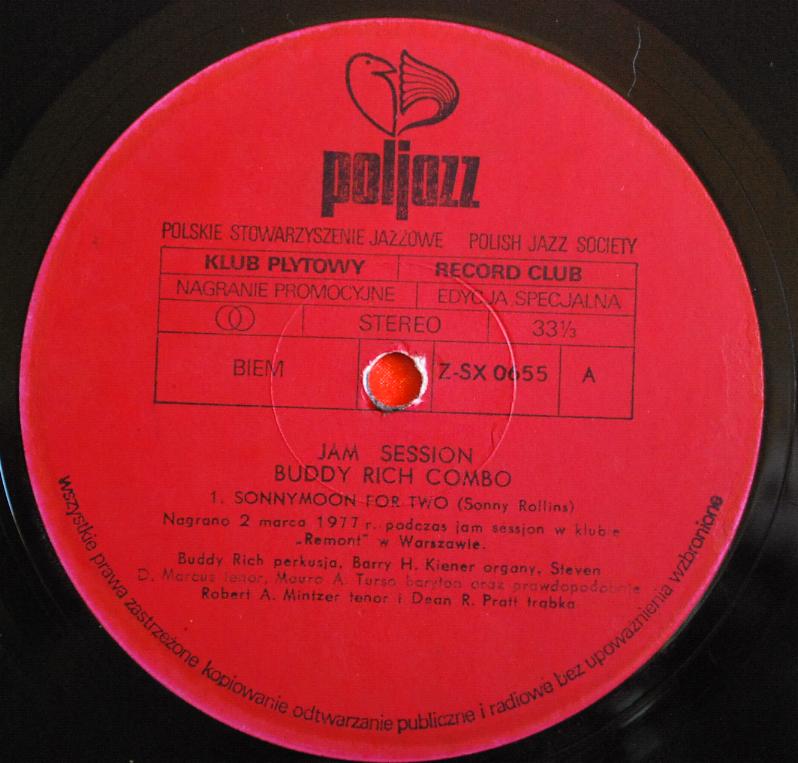 poljazz
POLSKIE STOWARZYSZENIE JAZZOWE POLISH JAZZ SOCIETY
KLUB PŁYTOWY RECORD CLUB
NAGRANIE PROMOCYJNE EDYCJA SPECJALNA
STEREO 33⅓
BIEM Z-SX 0655 A
JAM SESSION
BUDDY RICH COMBO
1. SONNYMOON FOR TWO (Sonny Rollins)
Nagrano 2 marca 1977 r. podczas jam sessjon w klubie
„Remont" w Warszawie.
Buddy Rich perkusja, Barry H. Kiener organy, Steven
D. Marcus tenor, Mauro A. Turso baryton oraz prawdopodobnie
Robert A. Mintzer tenor i Dean R. Pratt trąbka
wszystkie prawa zastrzeżone kopiowanie odtwarzanie publiczne i radiowe bez upoważnienia wzbronione